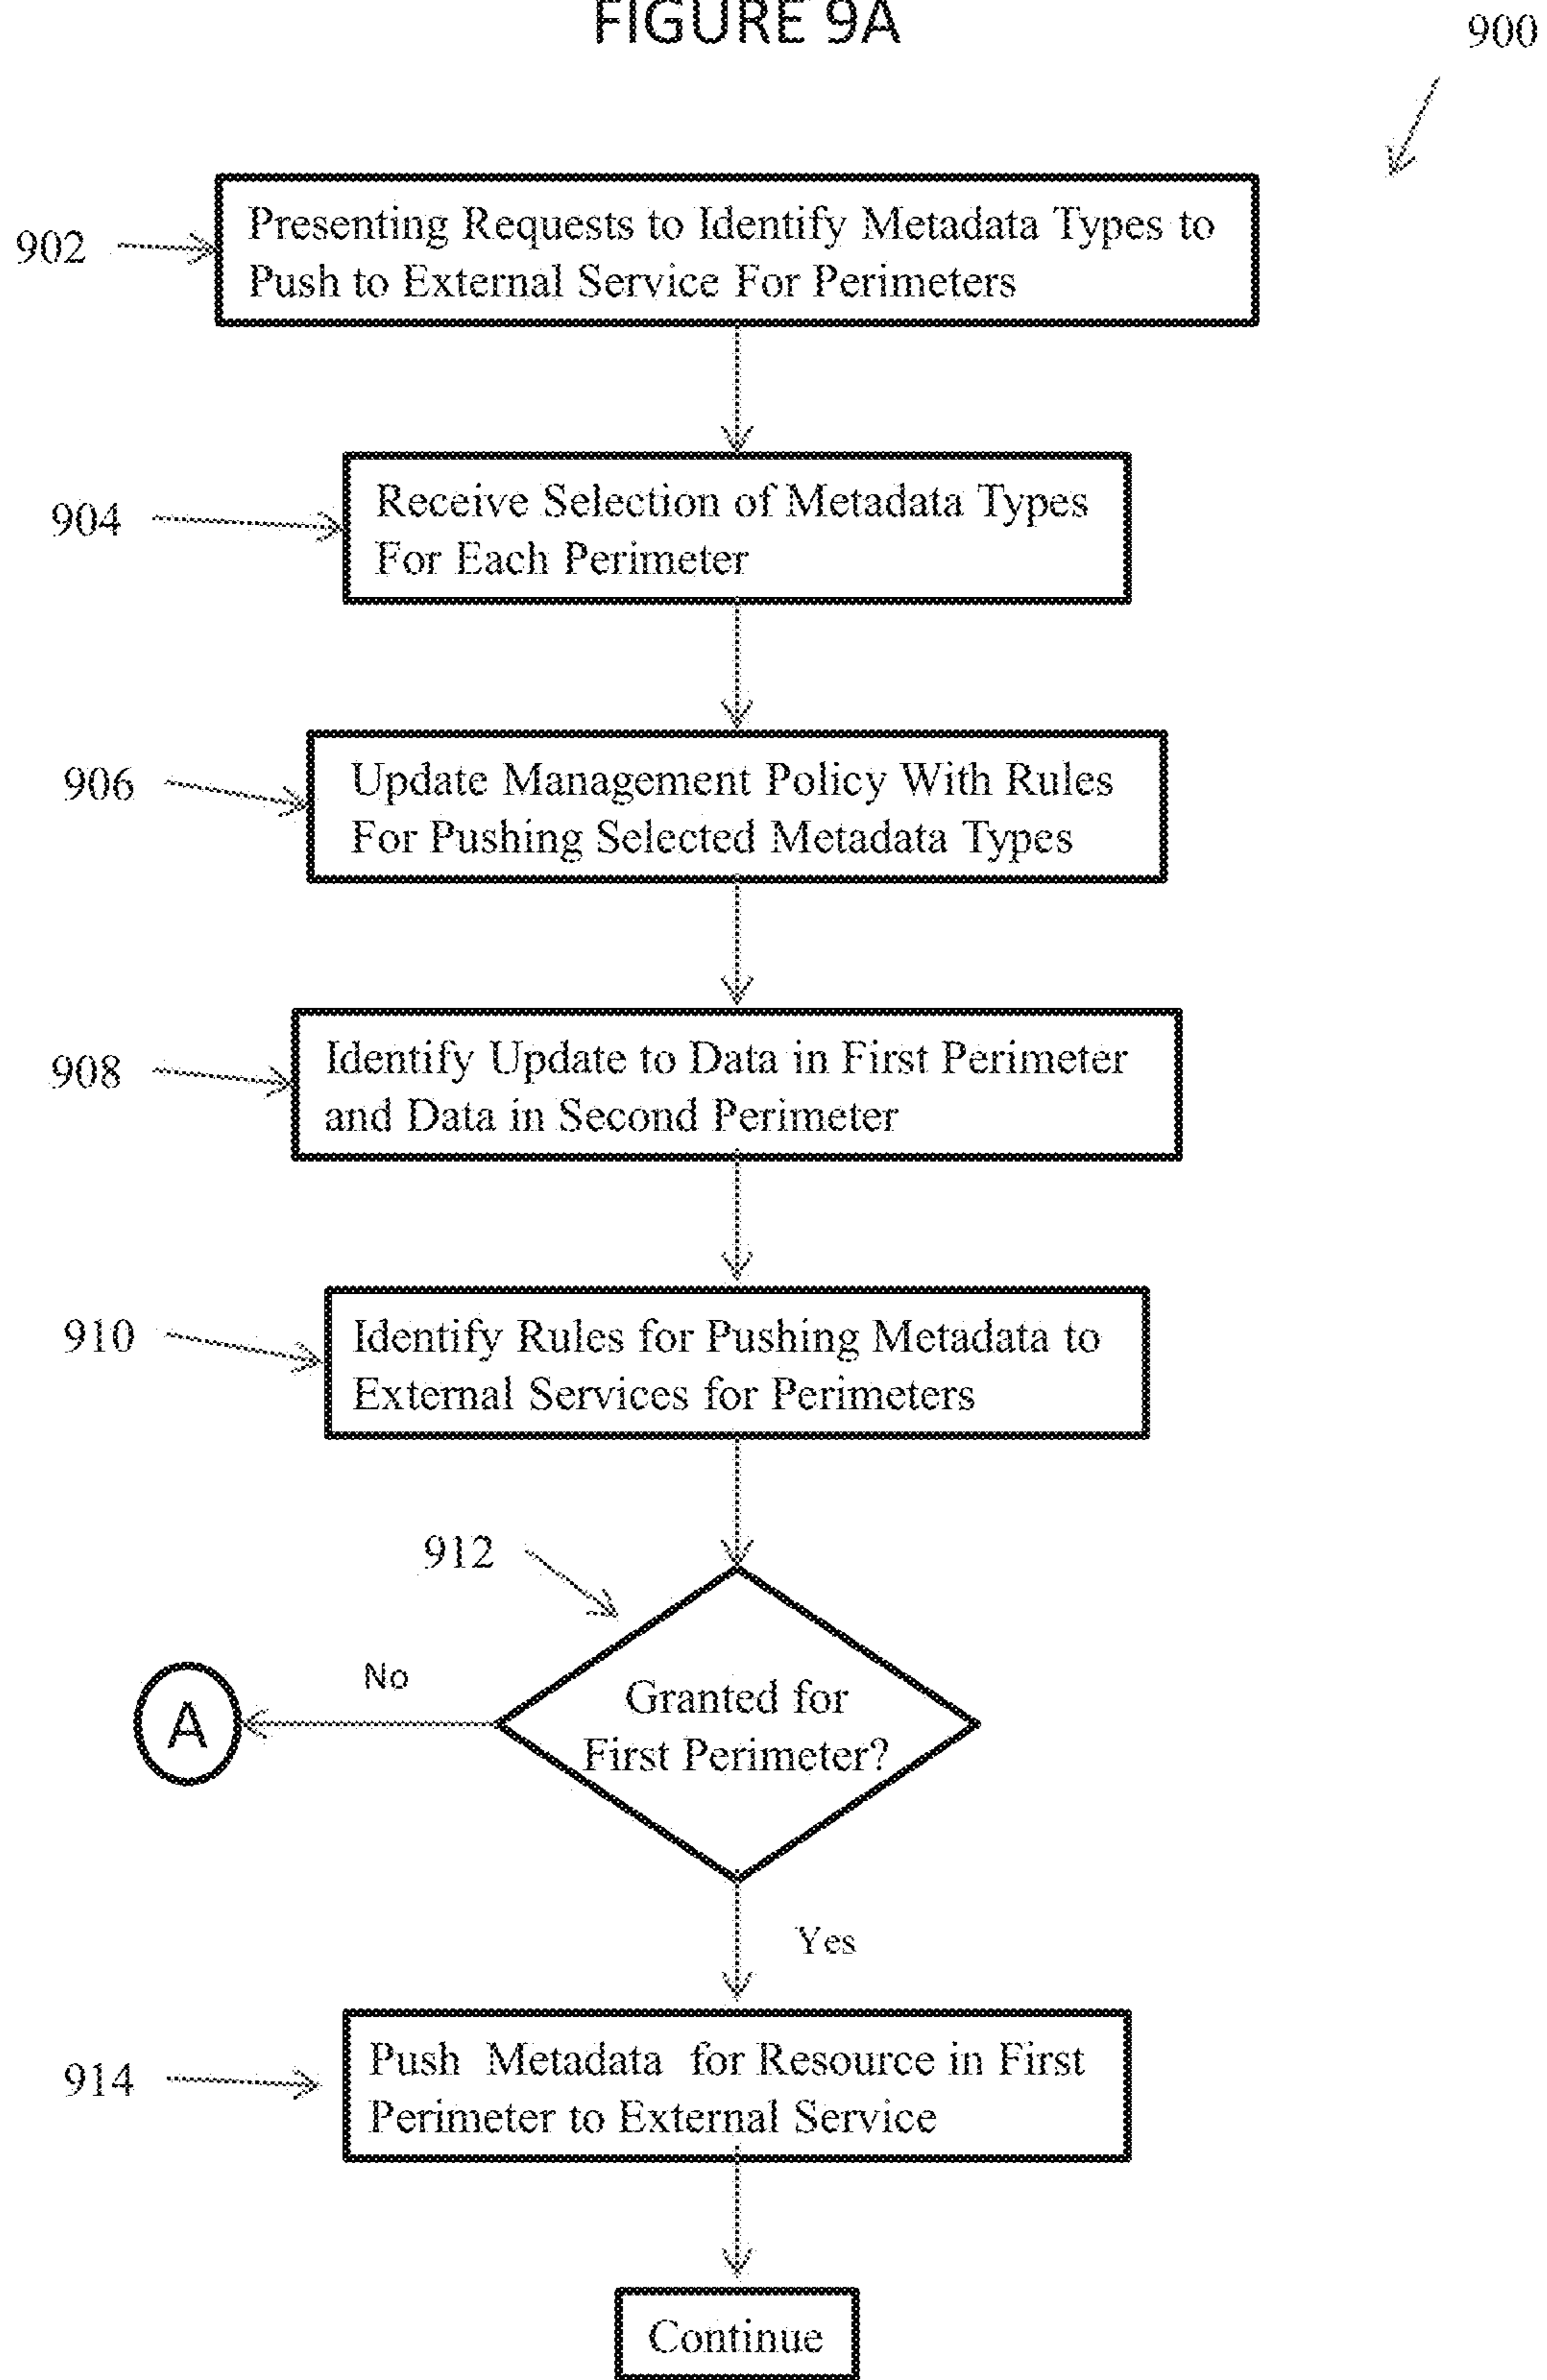 FIGURE 9A
900
902
Presenting Requests to Identify Metadata Types to
Push to External Service For Perimeters
904
Receive Selection of Metadata Types
For Each Perimeter
906
Update Management Policy With Rules
For Pushing Selected Metadata Types
908
Identify Update to Data in First Perimeter
and Data in Second Perimeter
910
Identify Rules for Pushing Metadata to
External Services for Perimeters
912
No
A
Granted for
First Perimeter?
Yes
914
Push Metadata for Resource in First
Perimeter to External Service
Continue